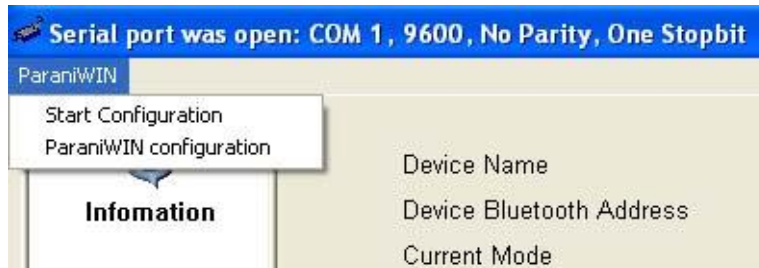 Serial port was open: COM 1, 9600, No Parity, One Stopbit
ParaniWIN
Start Configuration
ParaniWIN configuration
Infomation
Device Name
Device Bluetooth Address
Current Mode